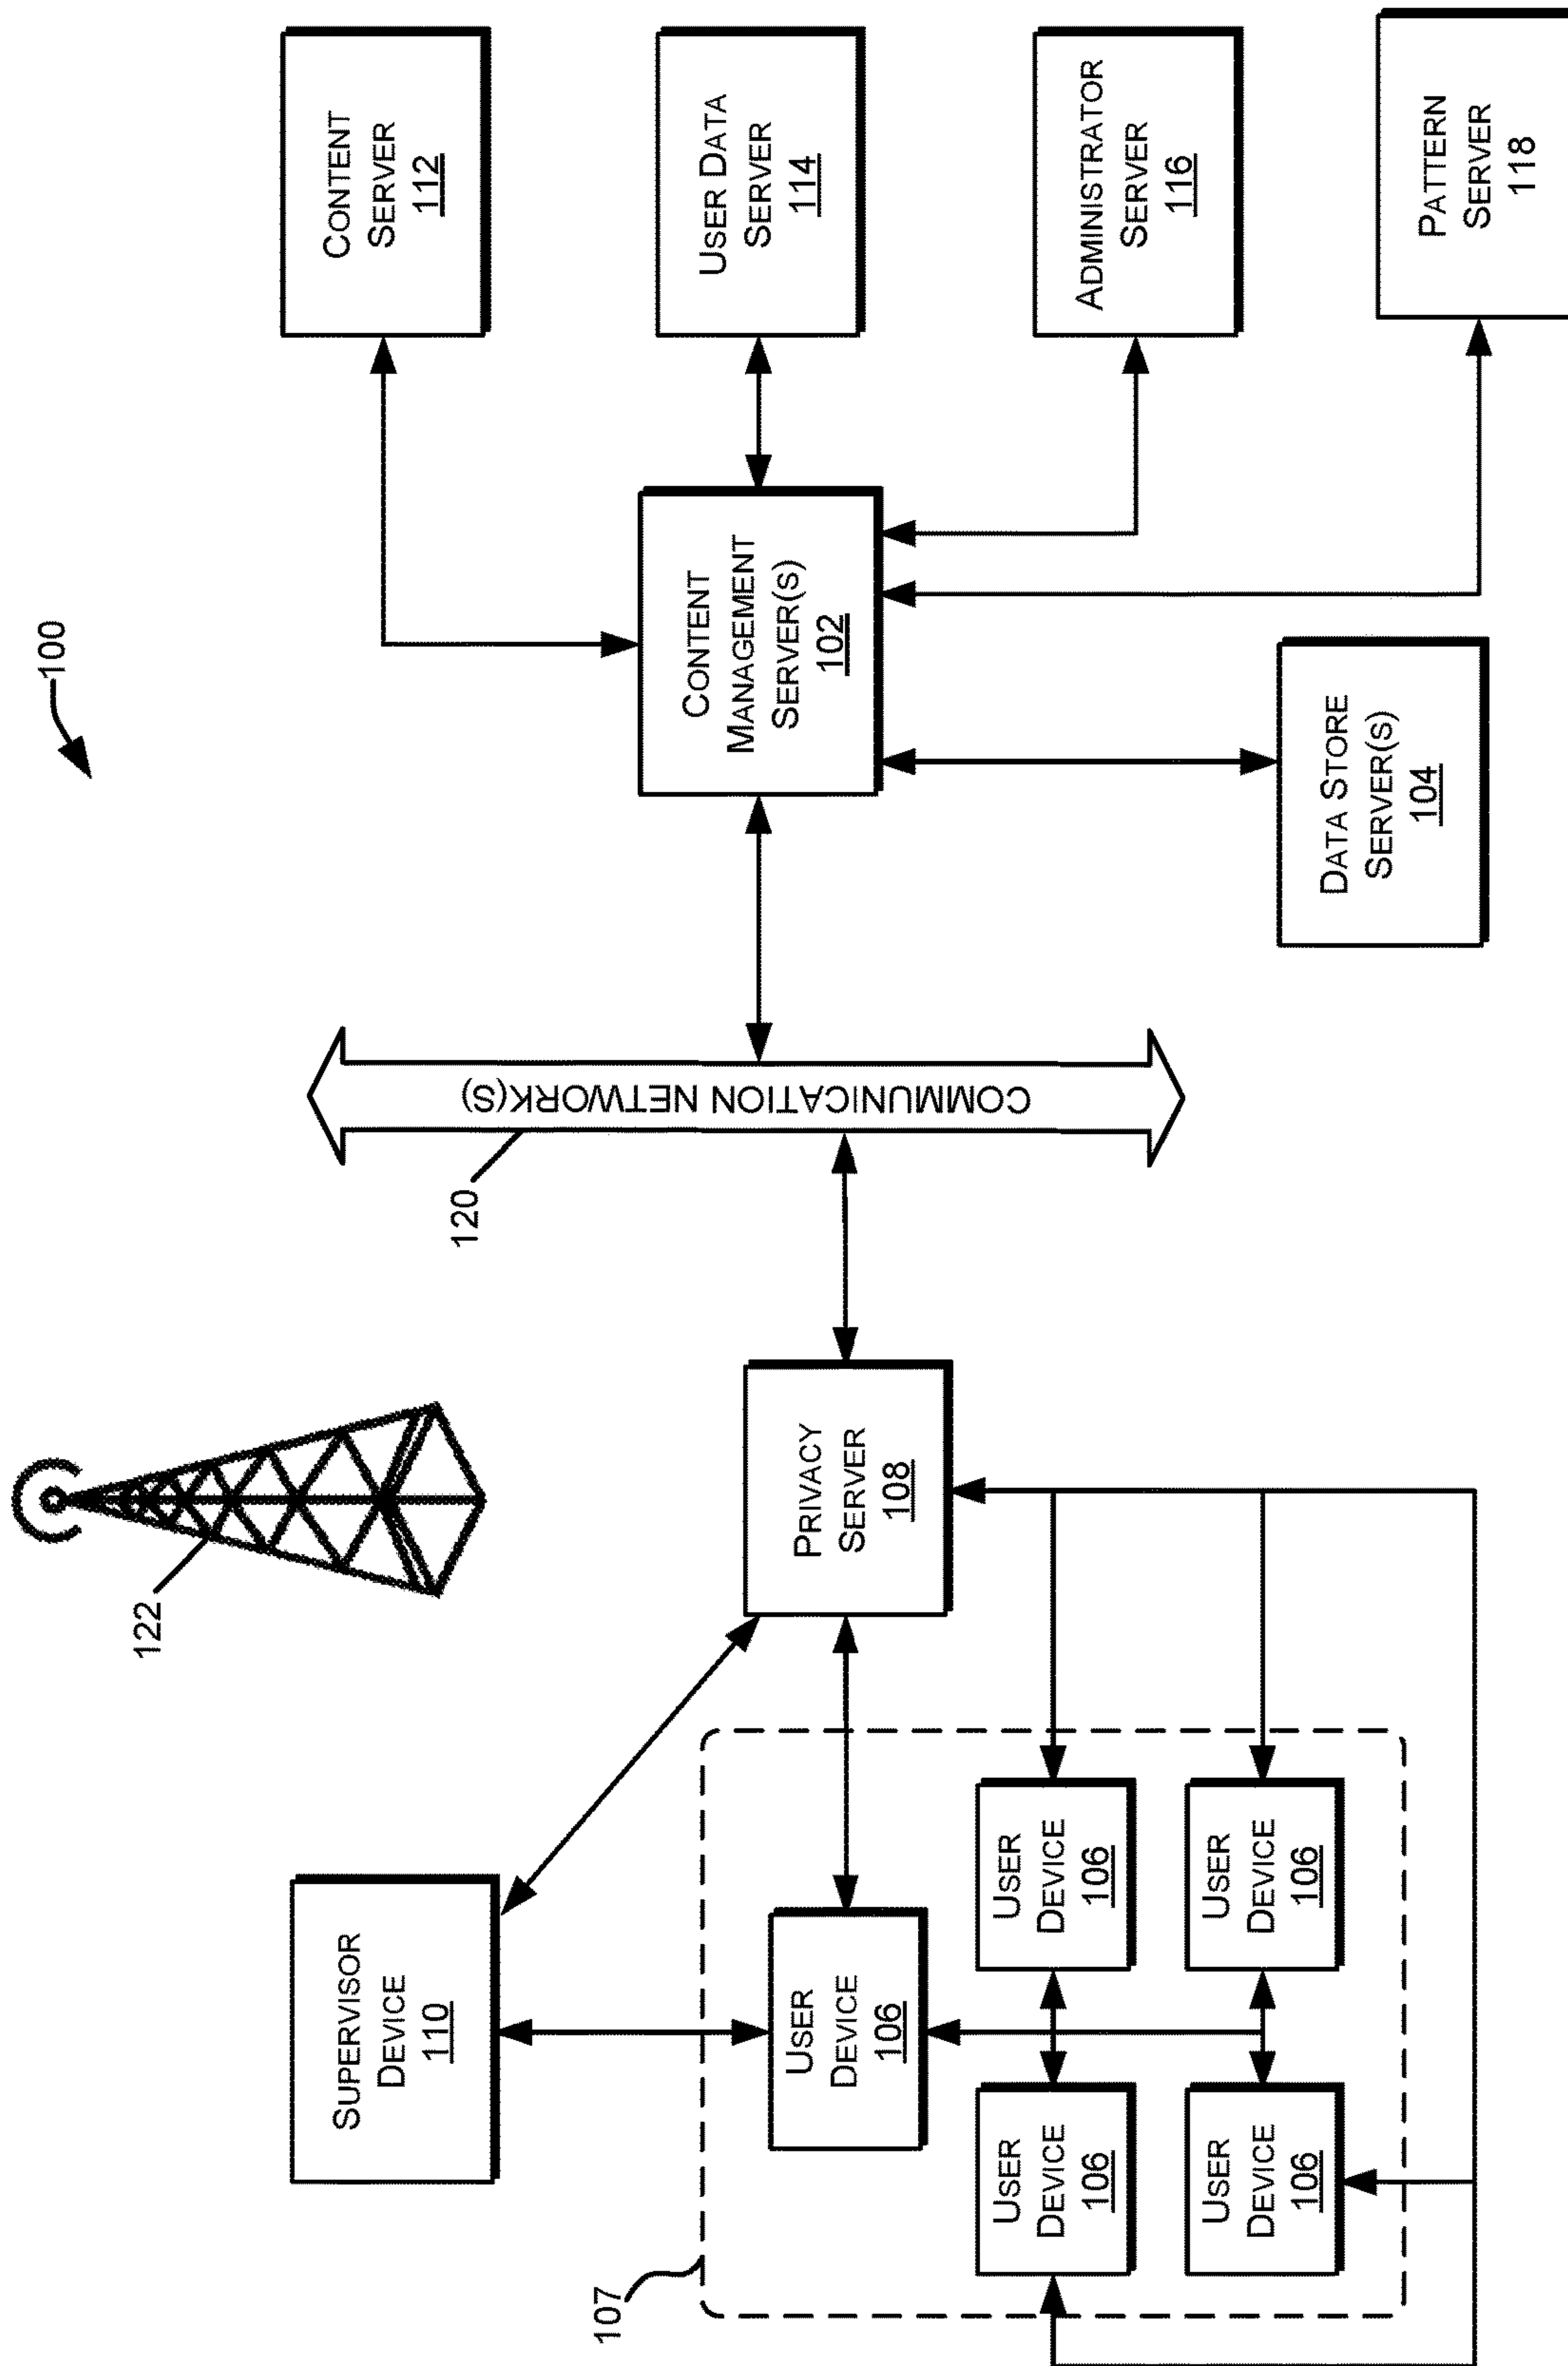 100
122
SUPERVISOR
DEVICE
110
CONTENT
SERVER
112
120
COMMUNICATION NETWORK(S)
107
USER
DEVICE
106
PRIVACY
SERVER
108
CONTENT
MANAGEMENT
SERVER(S)
102
USER DATA
SERVER
114
USER
DEVICE
106
USER
DEVICE
106
ADMINISTRATOR
SERVER
116
USER
DEVICE
106
USER
DEVICE
106
DATA STORE
SERVER(S)
104
PATTERN
SERVER
118